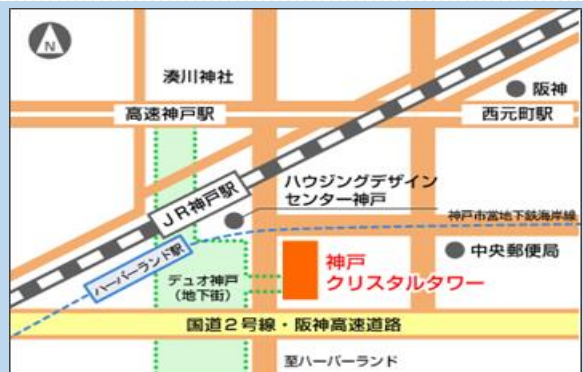 N
湊川神社
阪神
高速神戸駅
西元町駅
JR神戸駅
ハウジングデザイン
センター神戸
神戸市営地下鉄海岸線
ハーバーランド駅
中央郵便局
デュオ神戸
(地下街)
神戸
クリスタルタワー
国道2号線・阪神高速道路
至ハーバーランド